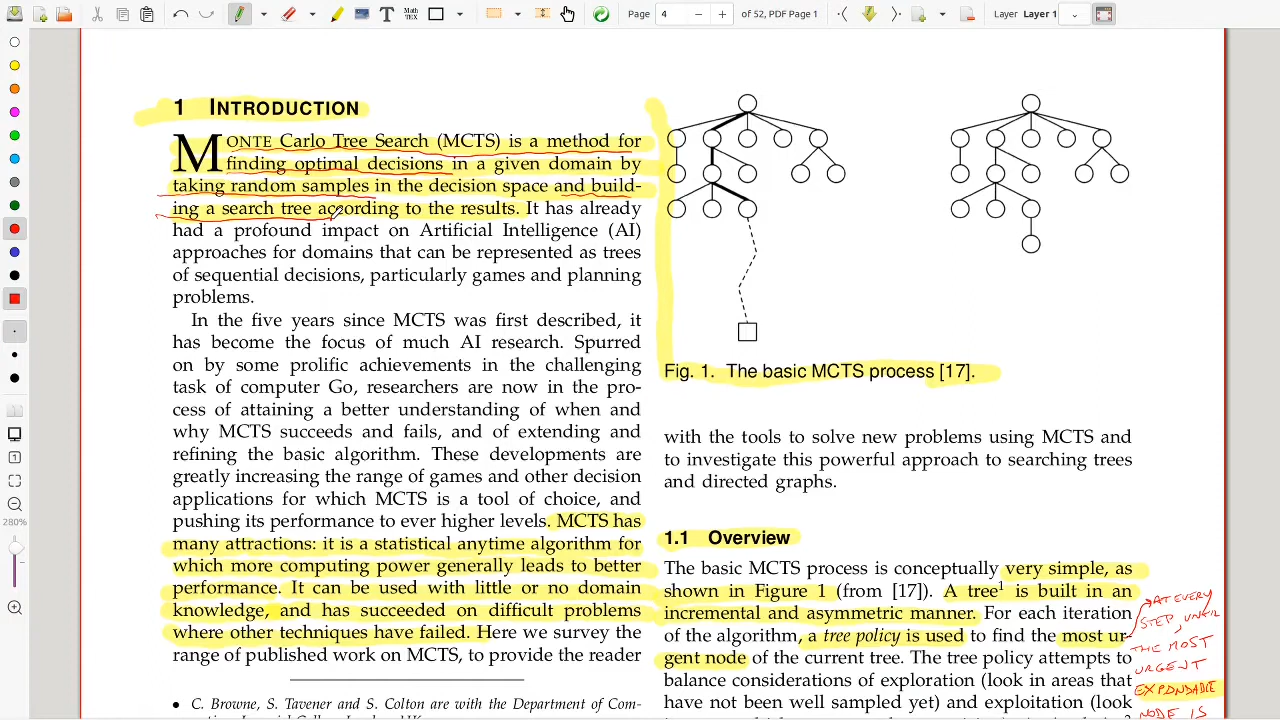 Page 4 of 52, PDF Page 1
Layer Layer 1
Math
TEX
280%
1 INTRODUCTION
MONTE Carlo Tree Search (MCTS) is a method for
finding optimal decisions in a given domain by
taking random samples in the decision space and build-
ing a search tree according to the results. It has already
had a profound impact on Artificial Intelligence (AI)
approaches for domains that can be represented as trees
of sequential decisions, particularly games and planning
problems.
In the five years since MCTS was first described, it
has become the focus of much AI research. Spurred
on by some prolific achievements in the challenging
task of computer Go, researchers are now in the pro-
cess of attaining a better understanding of when and
why MCTS succeeds and fails, and of extending and
refining the basic algorithm. These developments are
greatly increasing the range of games and other decision
applications for which MCTS is a tool of choice, and
pushing its performance to ever higher levels. MCTS has
many attractions: it is a statistical anytime algorithm for
which more computing power generally leads to better
performance. It can be used with little or no domain
knowledge, and has succeeded on difficult problems
where other techniques have failed. Here we survey the
range of published work on MCTS, to provide the reader
• C. Browne, S. Tavener and S. Colton are with the Department of Com-
Fig. 1. The basic MCTS process [17].
with the tools to solve new problems using MCTS and
to investigate this powerful approach to searching trees
and directed graphs.
1.1 Overview
The basic MCTS process is conceptually very simple, as
shown in Figure 1 (from [17]). A tree1 is built in an
incremental and asymmetric manner. For each iteration
of the algorithm, a tree policy is used to find the most ur-
gent node of the current tree. The tree policy attempts to
balance considerations of exploration (look in areas that
have not been well sampled yet) and exploitation (look
AT EVERY
STEP, UNTIL
THE MOST
URGENT
EXPANDABLE
NODE IS